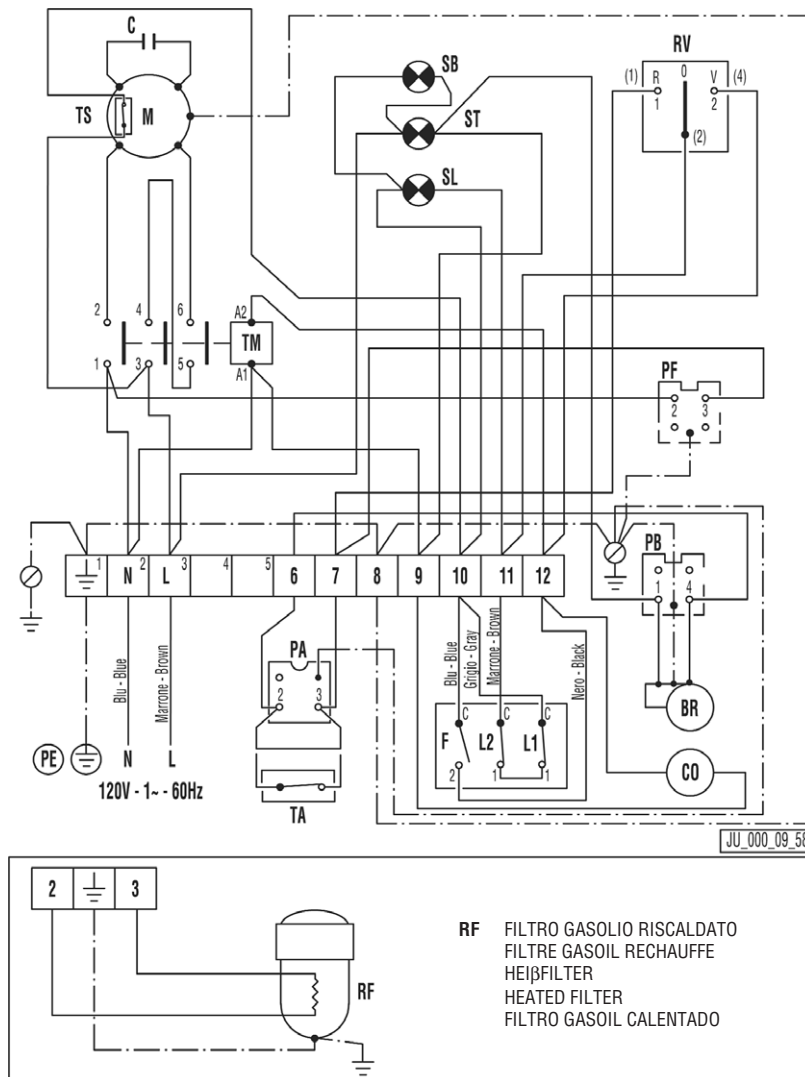 C
SB
RV
(1)
R
0
V
(4)
1
2
TS
M
ST
(2)
SL
2
4
6
A2
TM
1
3
5
A1
PF
2
3
PB
1
4
1
N
2
L
3
4
5
6
7
8
9
10
11
12
Blu - Blue
Marrone - Brown
PA
2
3
Blu - Blue
Grigio - Gray
Marrone - Brown
Nero - Black
BR
C
C
C
F
L2
L1
2
1
1
CO
PE
N
L
120V - 1~ - 60Hz
TA
JU_000_09_58
2
3
RF
RF FILTRO GASOLIO RISCALDATO
FILTRE GASOIL RECHAUFFE
HEIβFILTER
HEATED FILTER
FILTRO GASOIL CALENTADO